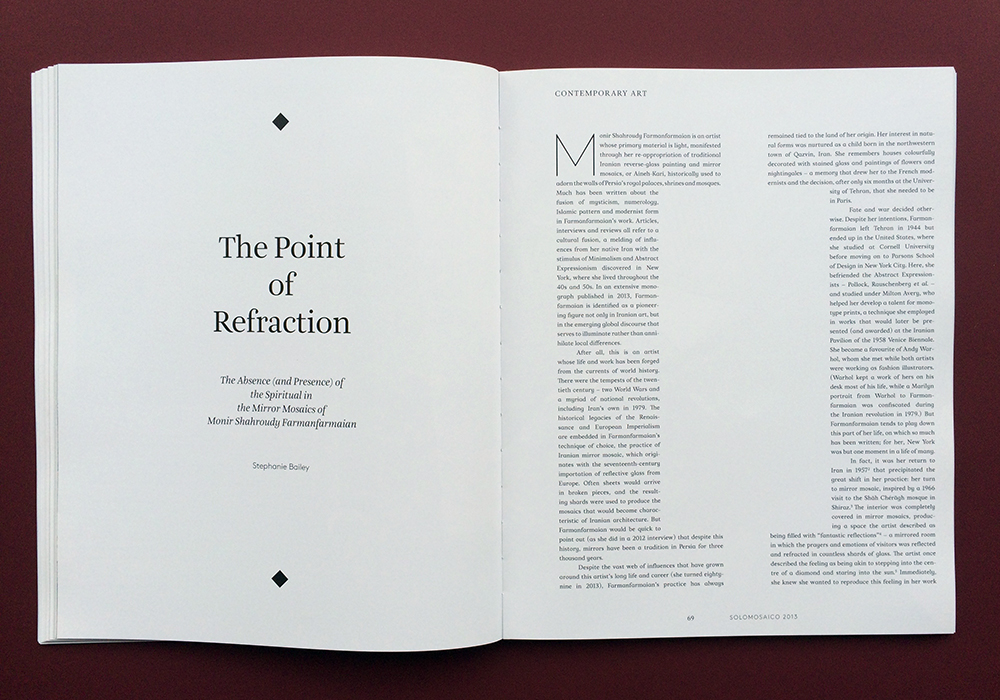 The Point
of
Refraction
The Absence (and Presence) of
the Spiritual in
the Mirror Mosaics of
Monir Shahroudy Farmanfarmaian
Stephanie Bailey
CONTEMPORARY ART
Monir Shahroudy Farmanfarmaian is an artist
whose primary material is light, manifested
through her re-appropriation of traditional
Iranian reverse-glass painting and mirror
mosaics, or Aineh-Kari, historically used to
adorn the walls of Persia's royal palaces, shrines and mosques.
Much has been written about the
fusion of mysticism, numerology,
Islamic pattern and modernist form
in Farmanfarmaian's work. Articles,
interviews and reviews all refer to a
cultural fusion, a melding of influ-
ences from her native Iran with the
stimulus of Minimalism and Abstract
Expressionism discovered in New
York, where she lived throughout the
40s and 50s. In an extensive mono-
graph published in 2013, Farman-
farmaian is identified as a pioneer-
ing figure not only in Iranian art, but
in the emerging global discourse that
serves to illuminate rather than anni-
hilate local differences.
After all, this is an artist
whose life and work has been forged
from the currents of world history.
There were the tempests of the twen-
tieth century – two World Wars and
a myriad of national revolutions,
including Iran's own in 1979. The
historical legacies of the Renais-
sance and European Imperialism
are embedded in Farmanfarmaian's
technique of choice, the practice of
Iranian mirror mosaic, which origi-
nates with the seventeenth-century
importation of reflective glass from
Europe. Often sheets would arrive
in broken pieces, and the result-
ing shards were used to produce the
mosaics that would become charac-
teristic of Iranian architecture. But
Farmanfarmaian would be quick to
point out (as she did in a 2012 interview) that despite this
history, mirrors have been a tradition in Persia for three
thousand years.
Despite the vast web of influences that have grown
around this artist's long life and career (she turned eighty-
nine in 2013), Farmanfarmaian's practice has always
remained tied to the land of her origin. Her interest in natu-
ral forms was nurtured as a child born in the northwestern
town of Qazvin, Iran. She remembers houses colourfully
decorated with stained glass and paintings of flowers and
nightingales – a memory that drew her to the French mod-
ernists and the decision, after only six months at the Univer-
sity of Tehran, that she needed to be
in Paris.
Fate and war decided other-
wise. Despite her intentions, Farman-
farmaian left Tehran in 1944 but
ended up in the United States, where
she studied at Cornell University
before moving on to Parsons School
of Design in New York City. Here, she
befriended the Abstract Expression-
ists – Pollock, Rauschenberg et al. –
and studied under Milton Avery, who
helped her develop a talent for mono-
type prints, a technique she employed
in works that would later be pre-
sented (and awarded) at the Iranian
Pavilion of the 1958 Venice Biennale.
She became a favourite of Andy War-
hol, whom she met while both artists
were working as fashion illustrators.
(Warhol kept a work of hers on his
desk most of his life, while a Marilyn
portrait from Warhol to Farman-
farmaian was confiscated during
the Iranian revolution in 1979.) But
Farmanfarmaian tends to play down
this part of her life, on which so much
has been written; for her, New York
was but one moment in a life of many.
In fact, it was her return to
Iran in 1957² that precipitated the
great shift in her practice: her turn
to mirror mosaic, inspired by a 1966
visit to the Shāh Chérāgh mosque in
Shiraz.³ The interior was completely
covered in mirror mosaics, produc-
ing a space the artist described as
being filled with "fantastic reflections"⁴ – a mirrored room
in which the prayers and emotions of visitors was reflected
and refracted in countless shards of glass. The artist once
described the feeling as being akin to stepping into the cen-
tre of a diamond and staring into the sun.⁵ Immediately,
she knew she wanted to reproduce this feeling in her work
69
SOLOMOSAICO 2013